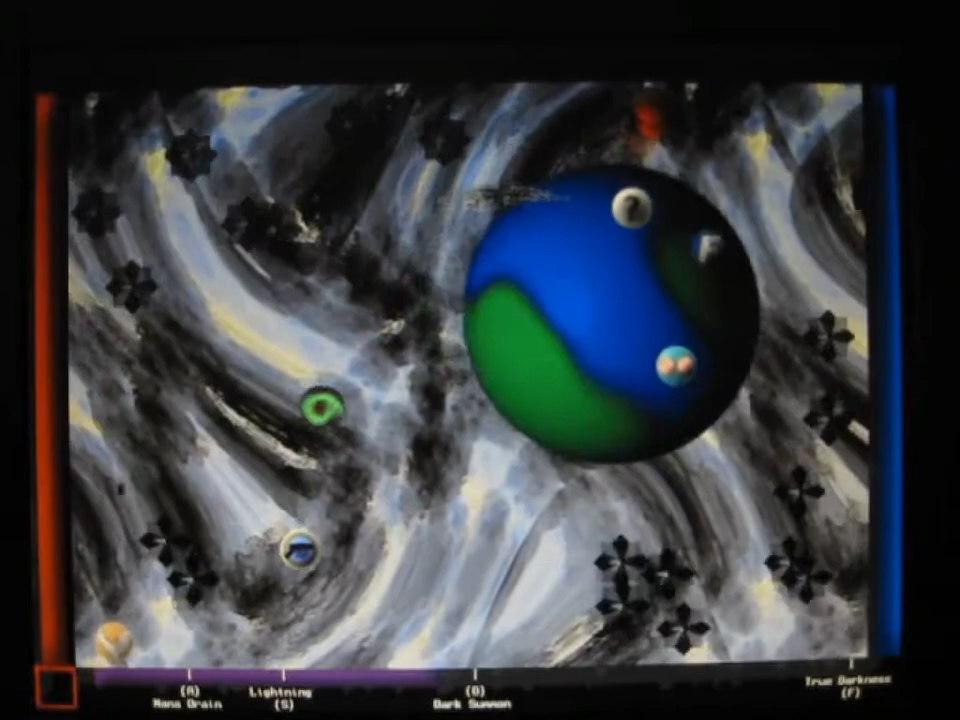 ?
F
(A)
Mana Drain
Lightning
(S)
(D)
Dark Summon
True Darkness
(F)